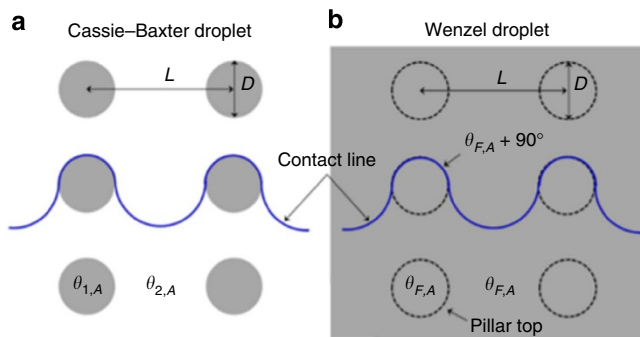 a
Cassie–Baxter droplet
L
D
Contact line
θ1,A
θ2,A
b
Wenzel droplet
L
D
θF,A + 90°
θF,A
θF,A
Pillar top